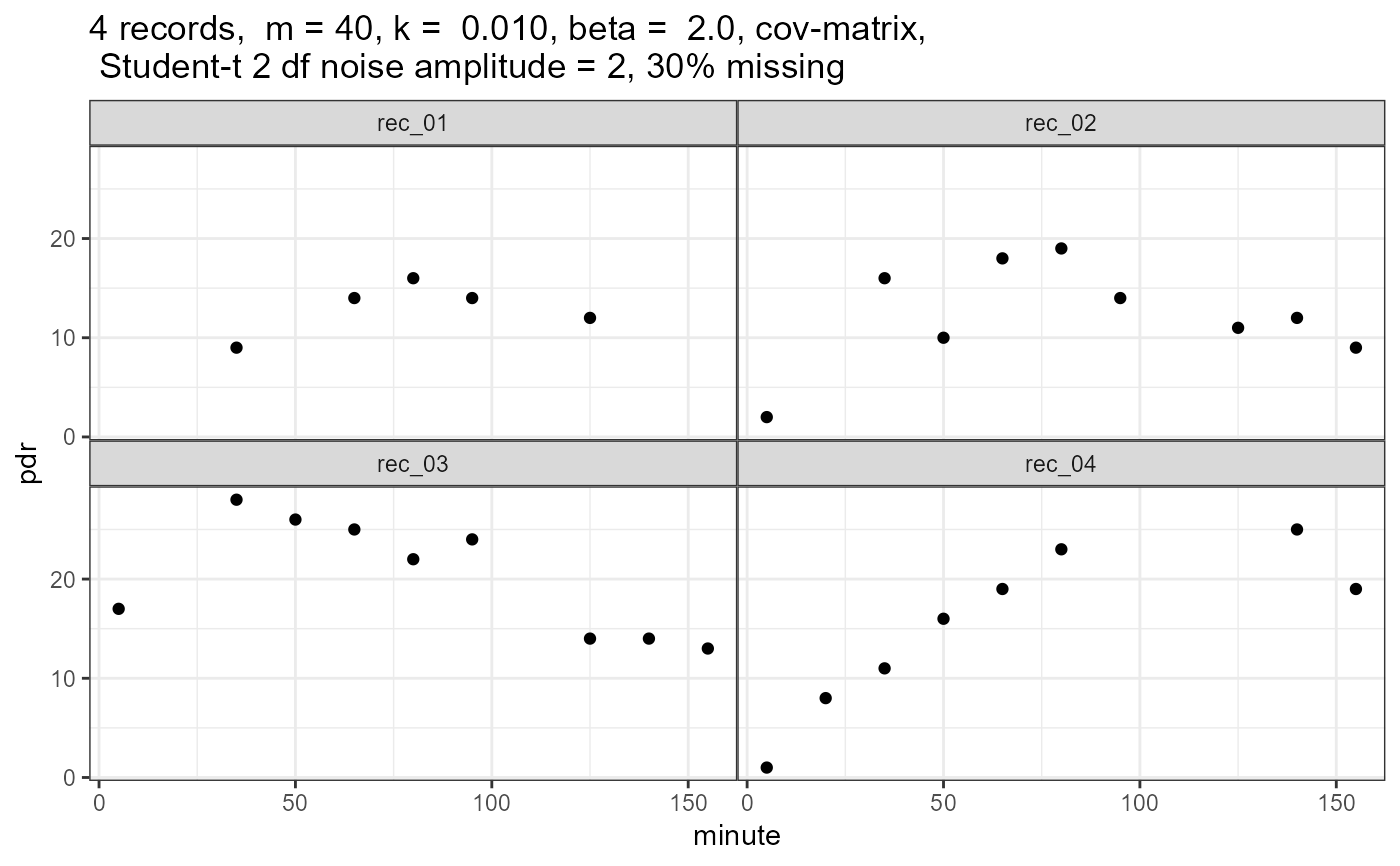 4 records,  m = 40, k =  0.010, beta =  2.0, cov-matrix,
Student-t 2 df noise amplitude = 2, 30% missing
rec_01 rec_02
20
10
0
rec_03 rec_04
20
10
0
pdr
0 50 100 150 0 50 100 150
minute